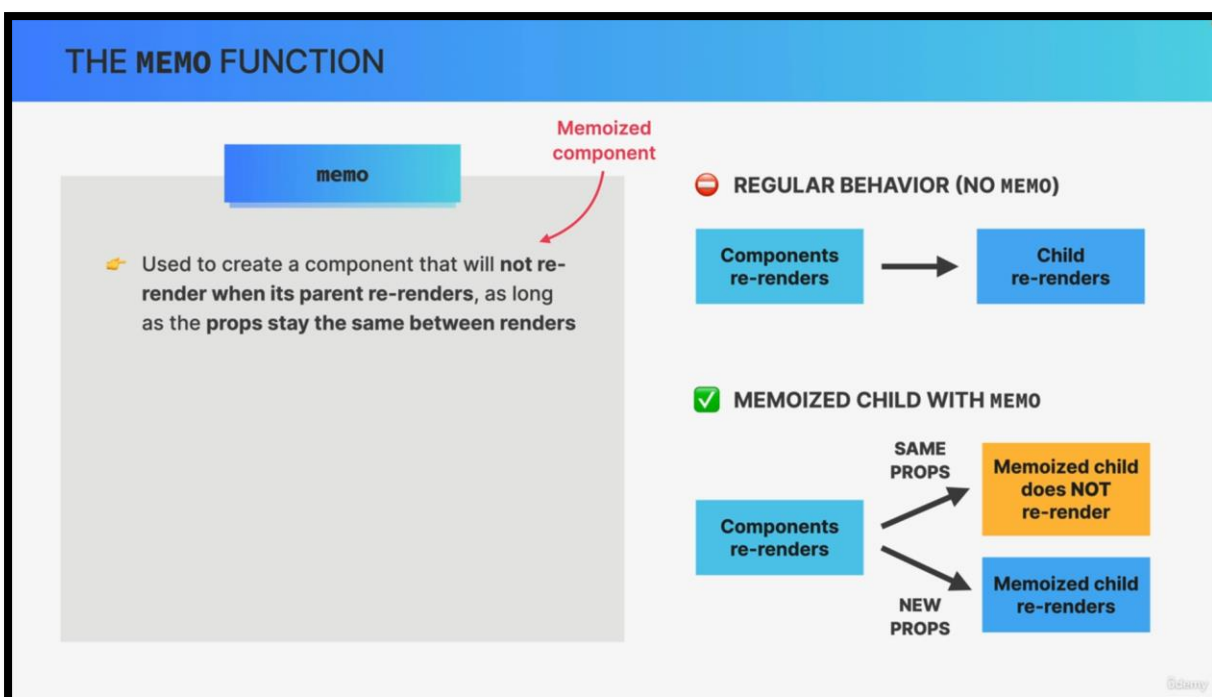 THE MEMO FUNCTION
Memoized
component
memo
Used to create a component that will not re-
render when its parent re-renders, as long
as the props stay the same between renders
REGULAR BEHAVIOR (NO MEMO)
Components
re-renders
Child
re-renders
MEMOIZED CHILD WITH MEMO
Components
re-renders
SAME
PROPS
Memoized child
does NOT
re-render
NEW
PROPS
Memoized child
re-renders
Udemy